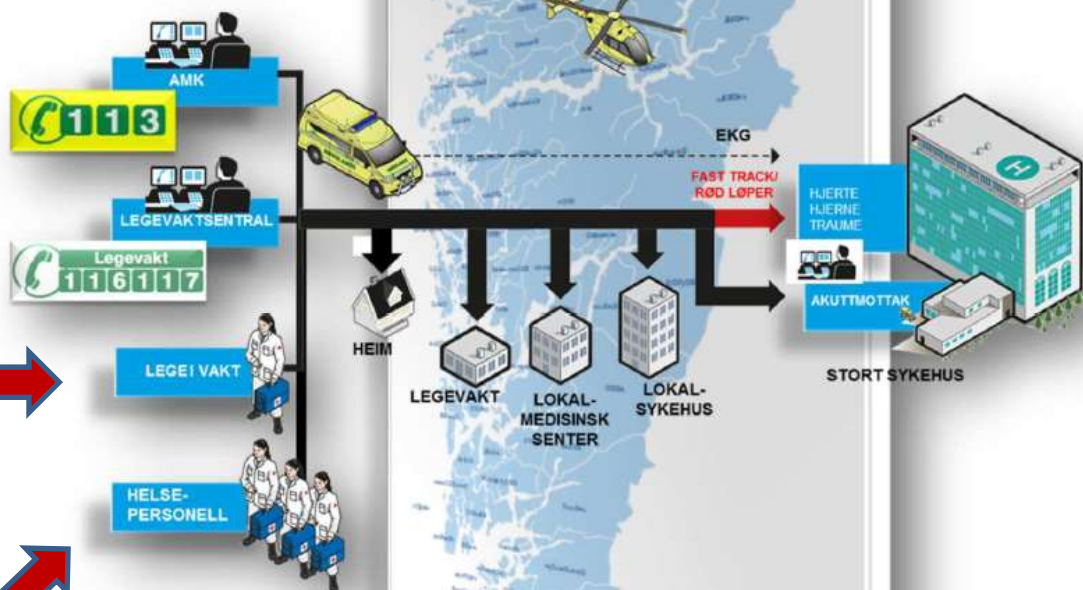 AMK
113
LEGEVAKTSENTRAL
Legevakt
116117
LEGE I VAKT
HELSE-
PERSONELL
EKG
FAST TRACK/
RØD LØPER
HJERTE
HJERNE
TRAUME
AKUTTMOTTAK
STORT SYKEHUS
HEIM
LEGEVAKT
LOKAL-
MEDISINSK
SENTER
LOKAL-
SYKEHUS
H